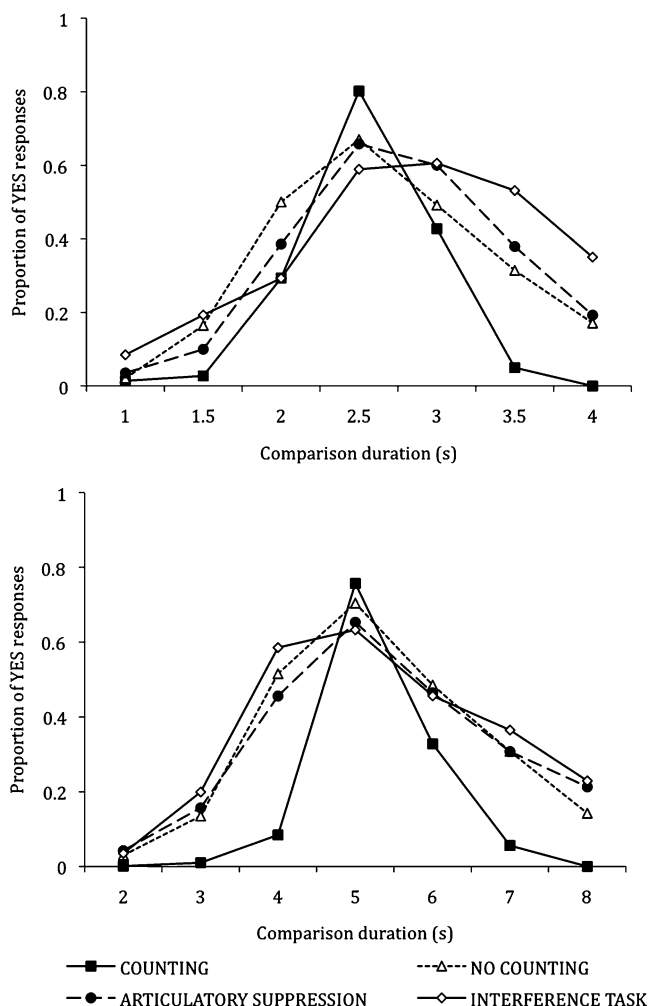 1
0.8
0.6
0.4
0.2
0
Proportion of YES responses
1 1.5 2 2.5 3 3.5 4
Comparison duration (s)
1
0.8
0.6
0.4
0.2
0
Proportion of YES responses
2 3 4 5 6 7 8
Comparison duration (s)
COUNTING NO COUNTING
ARTICULATORY SUPPRESSION INTERFERENCE TASK